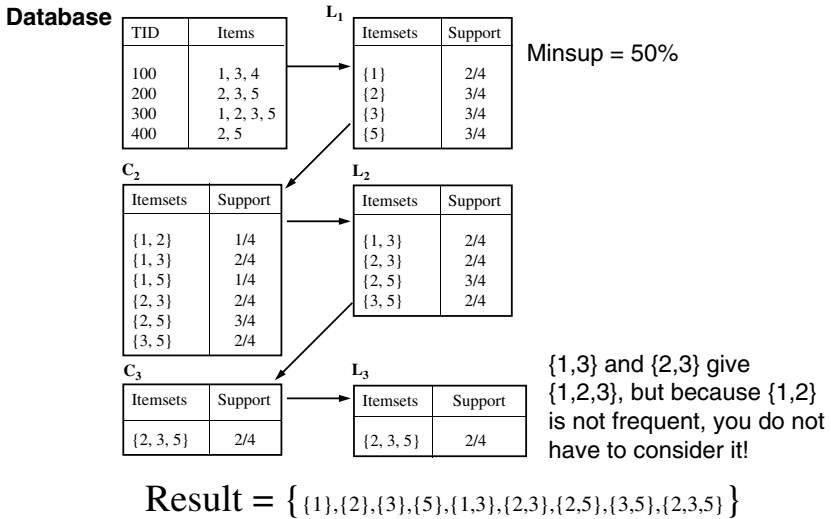 Database
TID Items
100 1, 3, 4
200 2, 3, 5
300 1, 2, 3, 5
400 2, 5
L1
Itemsets Support
{1} 2/4
{2} 3/4
{3} 3/4
{5} 3/4
Minsup = 50%
C2
Itemsets Support
{1, 2} 1/4
{1, 3} 2/4
{1, 5} 1/4
{2, 3} 2/4
{2, 5} 3/4
{3, 5} 2/4
L2
Itemsets Support
{1, 3} 2/4
{2, 3} 2/4
{2, 5} 3/4
{3, 5} 2/4
C3
Itemsets Support
{2, 3, 5} 2/4
L3
Itemsets Support
{2, 3, 5} 2/4
{1,3} and {2,3} give
{1,2,3}, but because {1,2}
is not frequent, you do not
have to consider it!
Result = { {1},{2},{3},{5},{1,3},{2,3},{2,5},{3,5},{2,3,5} }